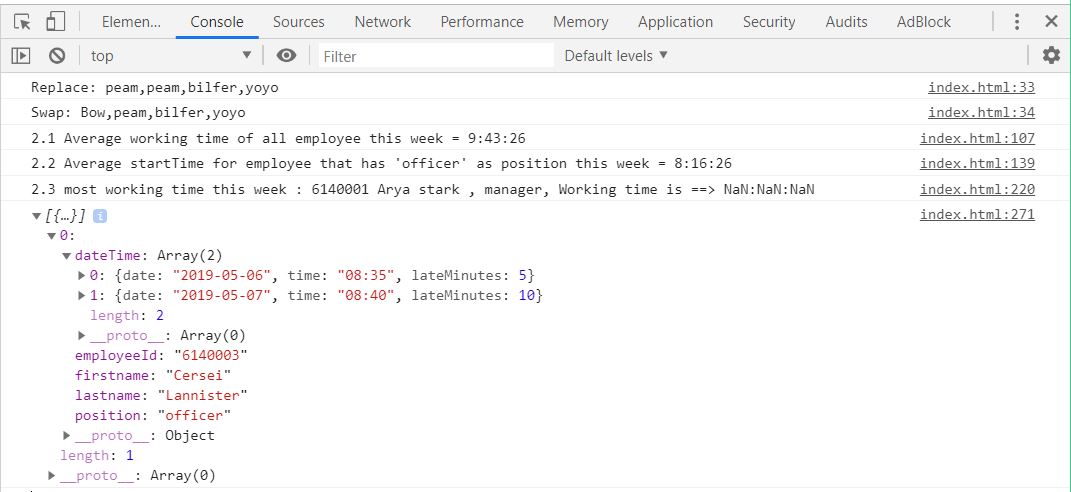 Elemen... Console Sources Network Performance Memory Application Security Audits AdBlock
top Filter Default levels
Replace: peam,peam,bilfer,yoyo index.html:33
Swap: Bow,peam,bilfer,yoyo index.html:34
2.1 Average working time of all employee this week = 9:43:26 index.html:107
2.2 Average startTime for employee that has 'officer' as position this week = 8:16:26 index.html:139
2.3 most working time this week : 6140001 Arya stark , manager, Working time is ==> NaN:NaN:NaN index.html:220
[{…}] i index.html:271
0:
dateTime: Array(2)
0: {date: "2019-05-06", time: "08:35", lateMinutes: 5}
1: {date: "2019-05-07", time: "08:40", lateMinutes: 10}
length: 2
__proto__: Array(0)
employeeId: "6140003"
firstname: "Cersei"
lastname: "Lannister"
position: "officer"
__proto__: Object
length: 1
__proto__: Array(0)